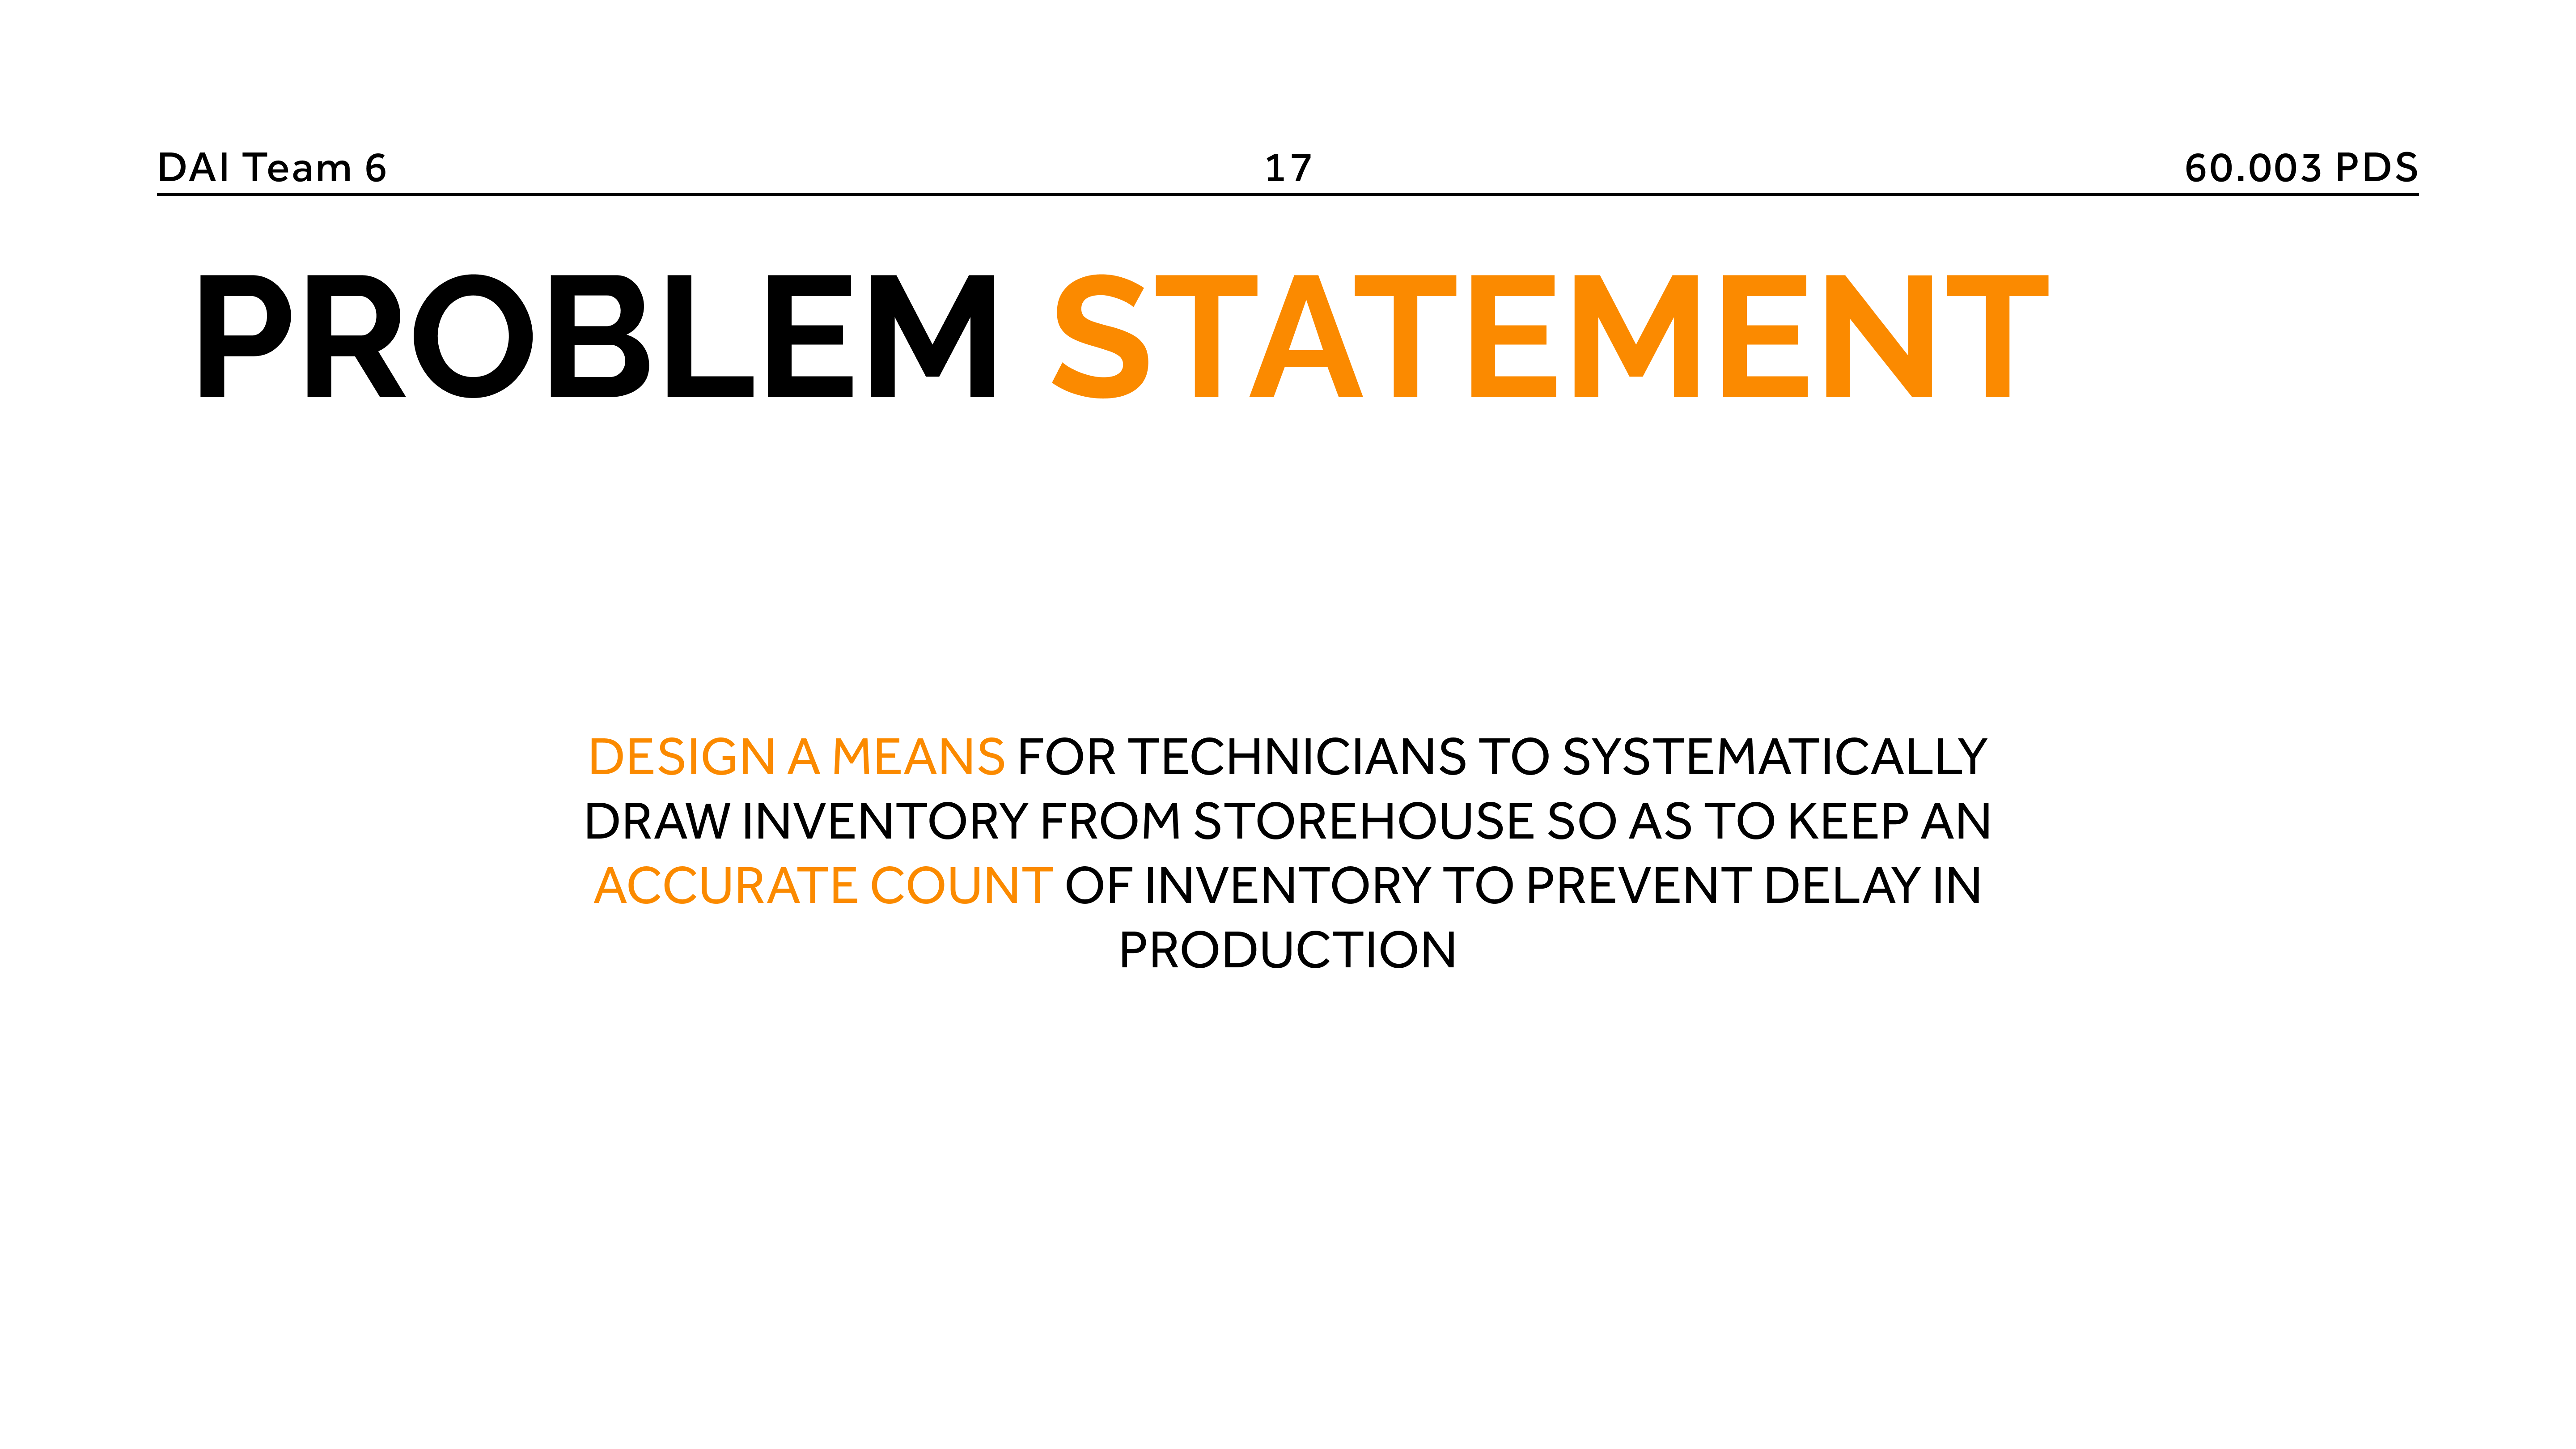 DAI Team 6
17
60.003 PDS
PROBLEM STATEMENT
DESIGN A MEANS FOR TECHNICIANS TO SYSTEMATICALLY
DRAW INVENTORY FROM STOREHOUSE SO AS TO KEEP AN
ACCURATE COUNT OF INVENTORY TO PREVENT DELAY IN
PRODUCTION